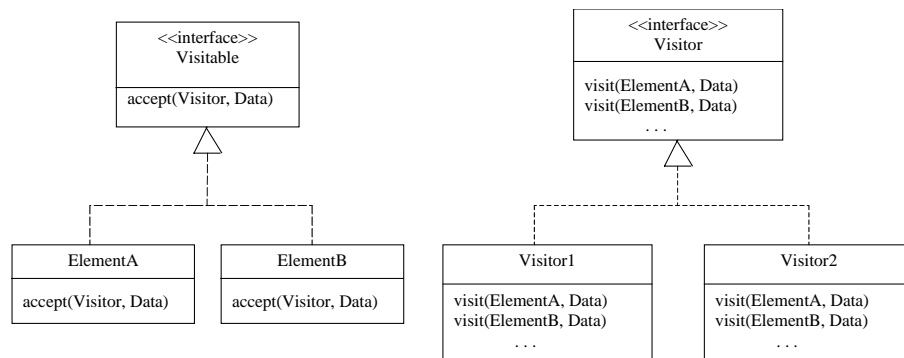 <<interface>>
Visitable
accept(Visitor, Data)
<<interface>>
Visitor
visit(ElementA, Data)
visit(ElementB, Data)
. . .
ElementA
accept(Visitor, Data)
ElementB
accept(Visitor, Data)
Visitor1
visit(ElementA, Data)
visit(ElementB, Data)
. . .
Visitor2
visit(ElementA, Data)
visit(ElementB, Data)
. . .